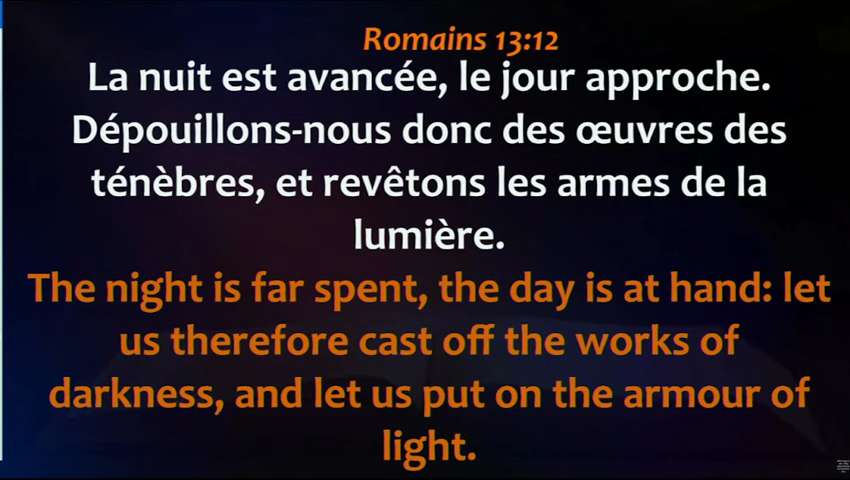 Romains 13:12
La nuit est avancée, le jour approche.
Dépouillons-nous donc des œuvres des
ténèbres, et revêtons les armes de la
lumière.
The night is far spent, the day is at hand: let
us therefore cast off the works of
darkness, and let us put on the armour of
light.